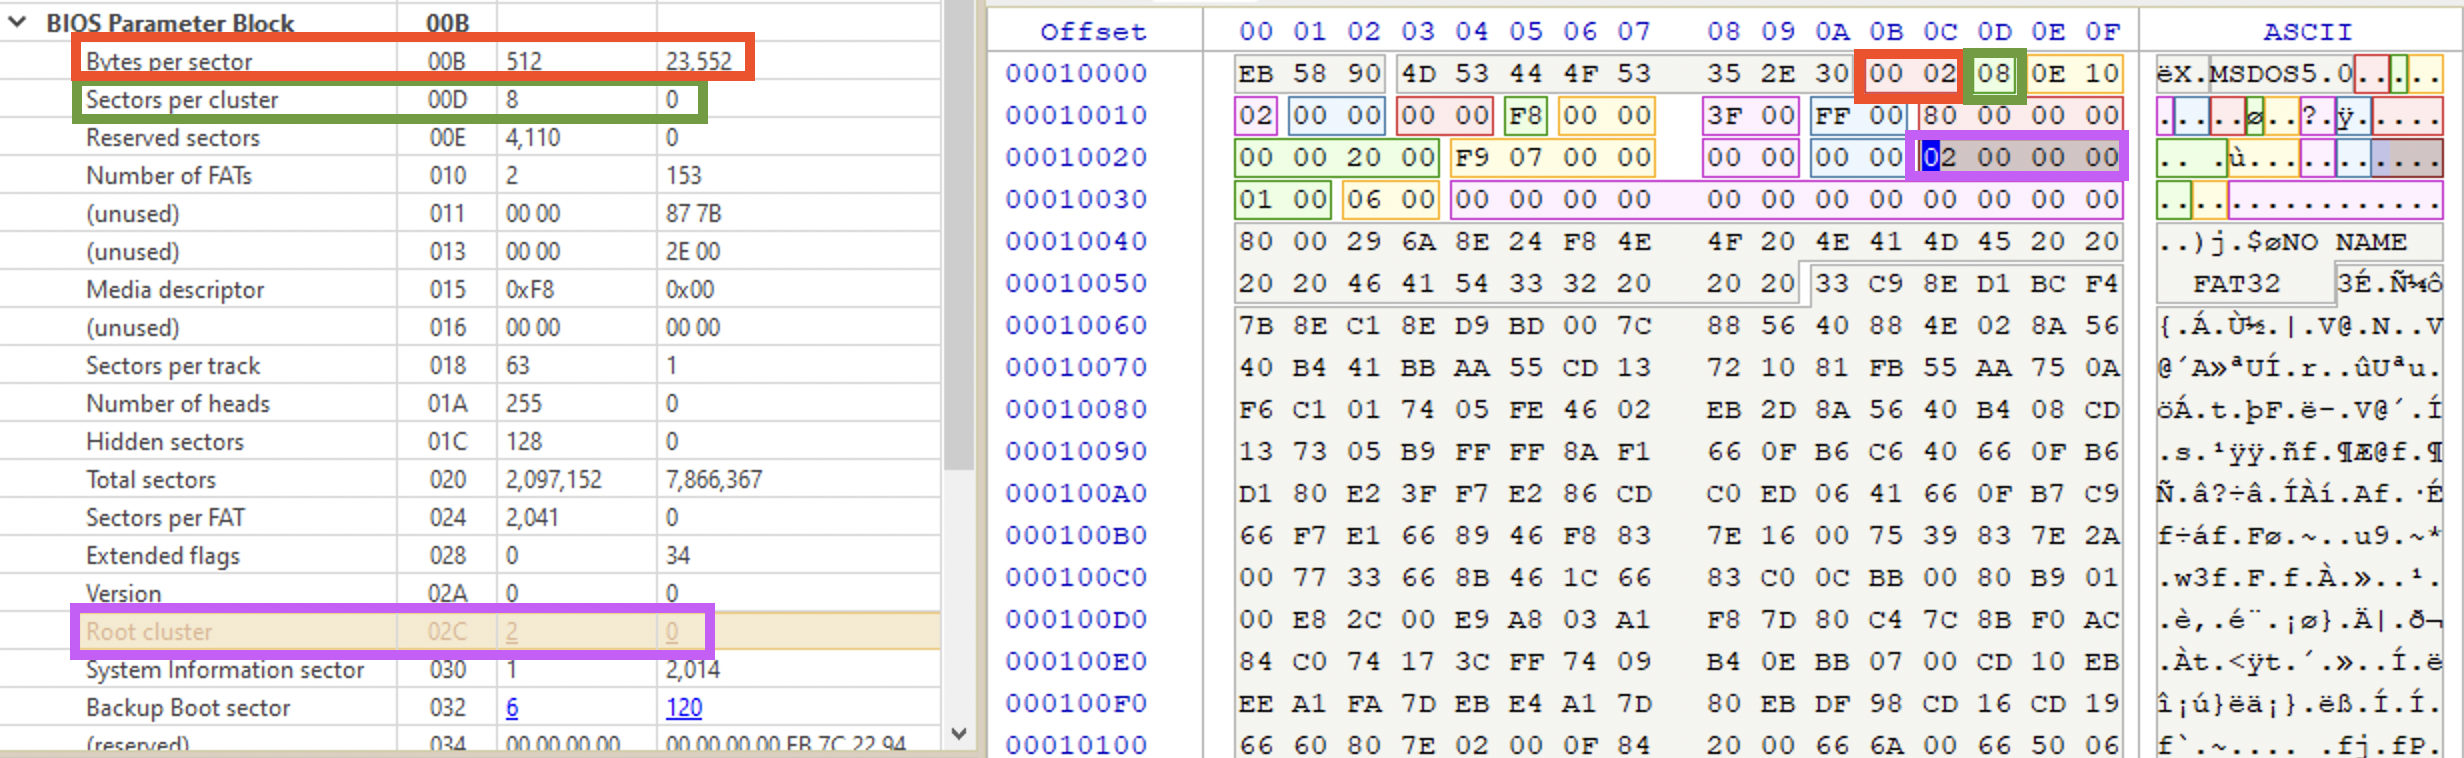 BIOS Parameter Block 00B
Bytes per sector 00B 512 23,552
Sectors per cluster 00D 8 0
Reserved sectors 00E 4,110 0
Number of FATs 010 2 153
(unused) 011 00 00 87 7B
(unused) 013 00 00 2E 00
Media descriptor 015 0xF8 0x00
(unused) 016 00 00 00 00
Sectors per track 018 63 1
Number of heads 01A 255 0
Hidden sectors 01C 128 0
Total sectors 020 2,097,152 7,866,367
Sectors per FAT 024 2,041 0
Extended flags 028 0 34
Version 02A 0 0
Root cluster 02C 2 0
System Information sector 030 1 2,014
Backup Boot sector 032 6 120
(reserved) 034 00 00 00 00 00 00 00 00 EB 7C 22 94
Offset 00 01 02 03 04 05 06 07 08 09 0A 0B 0C 0D 0E 0F ASCII
00010000 EB 58 90 4D 53 44 4F 53 35 2E 30 00 02 08 0E 10 ëX.MSDOS5.0.....
00010010 02 00 00 00 00 F8 00 00 3F 00 FF 00 80 00 00 00 .....ø..?.ÿ.....
00010020 00 00 20 00 F9 07 00 00 00 00 00 00 02 00 00 00 .. .ù...........
00010030 01 00 06 00 00 00 00 00 00 00 00 00 00 00 00 00 ................
00010040 80 00 29 6A 8E 24 F8 4E 4F 20 4E 41 4D 45 20 20 ..)j.$øNO NAME
00010050 20 20 46 41 54 33 32 20 20 20 33 C9 8E D1 BC F4 FAT32 3É.Ñ¼ô
00010060 7B 8E C1 8E D9 BD 00 7C 88 56 40 88 4E 02 8A 56 {.Á.Ù½.|.V@.N..V
00010070 40 B4 41 BB AA 55 CD 13 72 10 81 FB 55 AA 75 0A @´A»ªUÍ.r..ûUªu.
00010080 F6 C1 01 74 05 FE 46 02 EB 2D 8A 56 40 B4 08 CD öÁ.t.þF.ë-.V@´.Í
00010090 13 73 05 B9 FF FF 8A F1 66 0F B6 C6 40 66 0F B6 .s.¹ÿÿ.ñf.¶Æ@f.¶
000100A0 D1 80 E2 3F F7 E2 86 CD C0 ED 06 41 66 0F B7 C9 Ñ.â?÷â.ÍÀí.Af.·É
000100B0 66 F7 E1 66 89 46 F8 83 7E 16 00 75 39 83 7E 2A f÷áf.Fø.~..u9.~*
000100C0 00 77 33 66 8B 46 1C 66 83 C0 0C BB 00 80 B9 01 .w3f.F.f.À.»..¹.
000100D0 00 E8 2C 00 E9 A8 03 A1 F8 7D 80 C4 7C 8B F0 AC .è,.é¨.¡ø}.Ä|.ð¬
000100E0 84 C0 74 17 3C FF 74 09 B4 0E BB 07 00 CD 10 EB .Àt.<ÿt.´.»..Í.ë
000100F0 EE A1 FA 7D EB E4 A1 7D 80 EB DF 98 CD 16 CD 19 î¡ú}ëä¡}.ëß.Í.Í.
00010100 66 60 80 7E 02 00 0F 84 20 00 66 6A 00 66 50 06 f`.~.... .fj.fP.